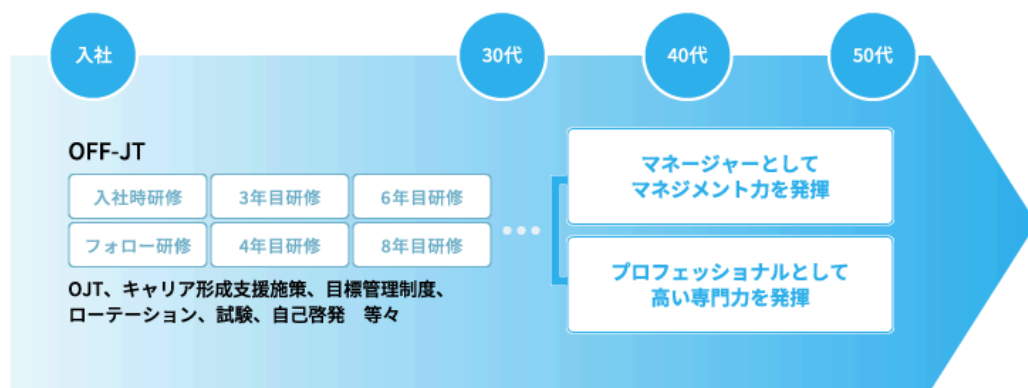 入社
30代
40代
50代
OFF-JT
入社時研修
3年目研修
6年目研修
フォロー研修
4年目研修
8年目研修
OJT、キャリア形成支援施策、目標管理制度、
ローテーション、試験、自己啓発　等々
マネージャーとして
マネジメント力を発揮
プロフェッショナルとして
高い専門力を発揮